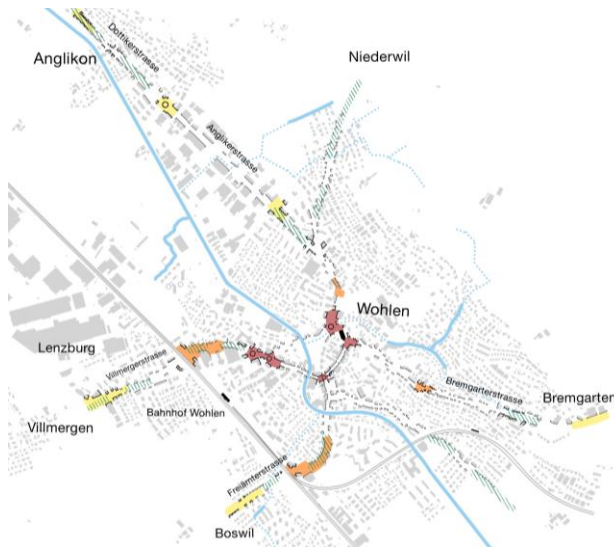 Anglikon
Dottikerstrasse
Niederwil
Anglikerstrasse
Wohlen
Lenzburg
Villmergerstrasse
Bahnhof Wohlen
Villmergen
Bremgarterstrasse
Bremgarten
Freiämterstrasse
Boswil